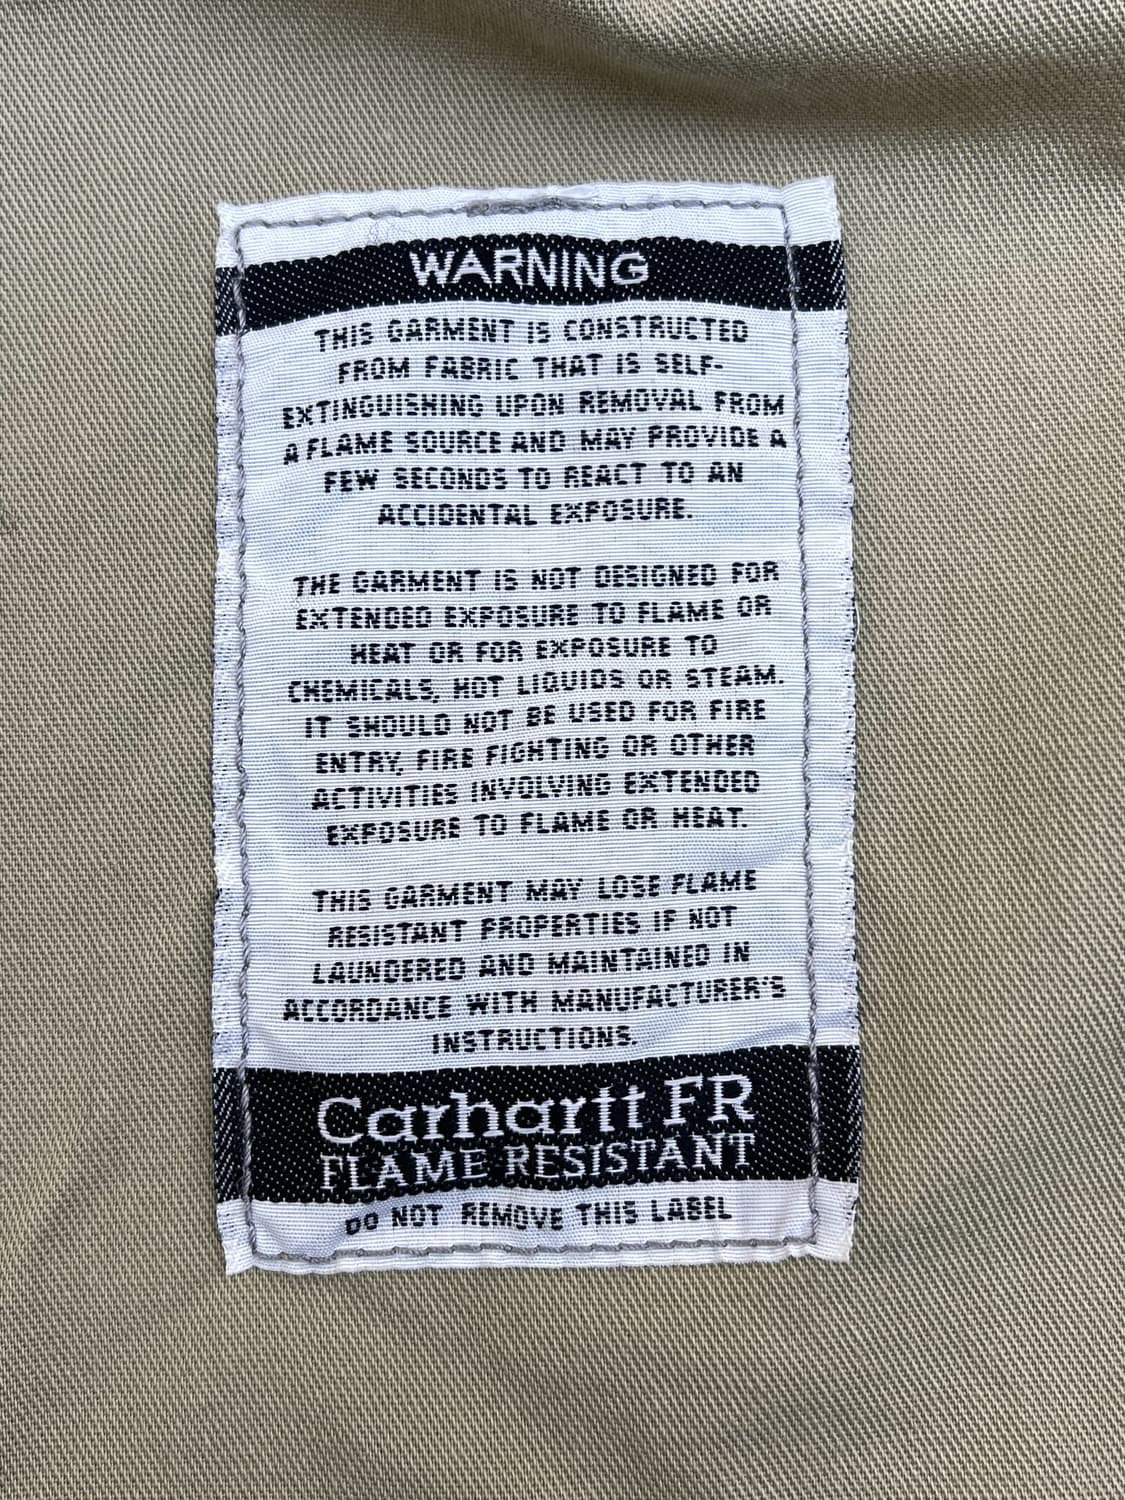 WARNING
THIS GARMENT IS CONSTRUCTED
FROM FABRIC THAT IS SELF-
EXTINGUISHING UPON REMOVAL FROM
A FLAME SOURCE AND MAY PROVIDE A
FEW SECONDS TO REACT TO AN
ACCIDENTAL EXPOSURE.
THE GARMENT IS NOT DESIGNED FOR
EXTENDED EXPOSURE TO FLAME OR
HEAT OR FOR EXPOSURE TO
CHEMICALS, HOT LIQUIDS OR STEAM.
IT SHOULD NOT BE USED FOR FIRE
ENTRY, FIRE FIGHTING OR OTHER
ACTIVITIES INVOLVING EXTENDED
EXPOSURE TO FLAME OR HEAT.
THIS GARMENT MAY LOSE FLAME
RESISTANT PROPERTIES IF NOT
LAUNDERED AND MAINTAINED IN
ACCORDANCE WITH MANUFACTURER'S
INSTRUCTIONS.
Carhartt FR
FLAME RESISTANT
DO NOT REMOVE THIS LABEL